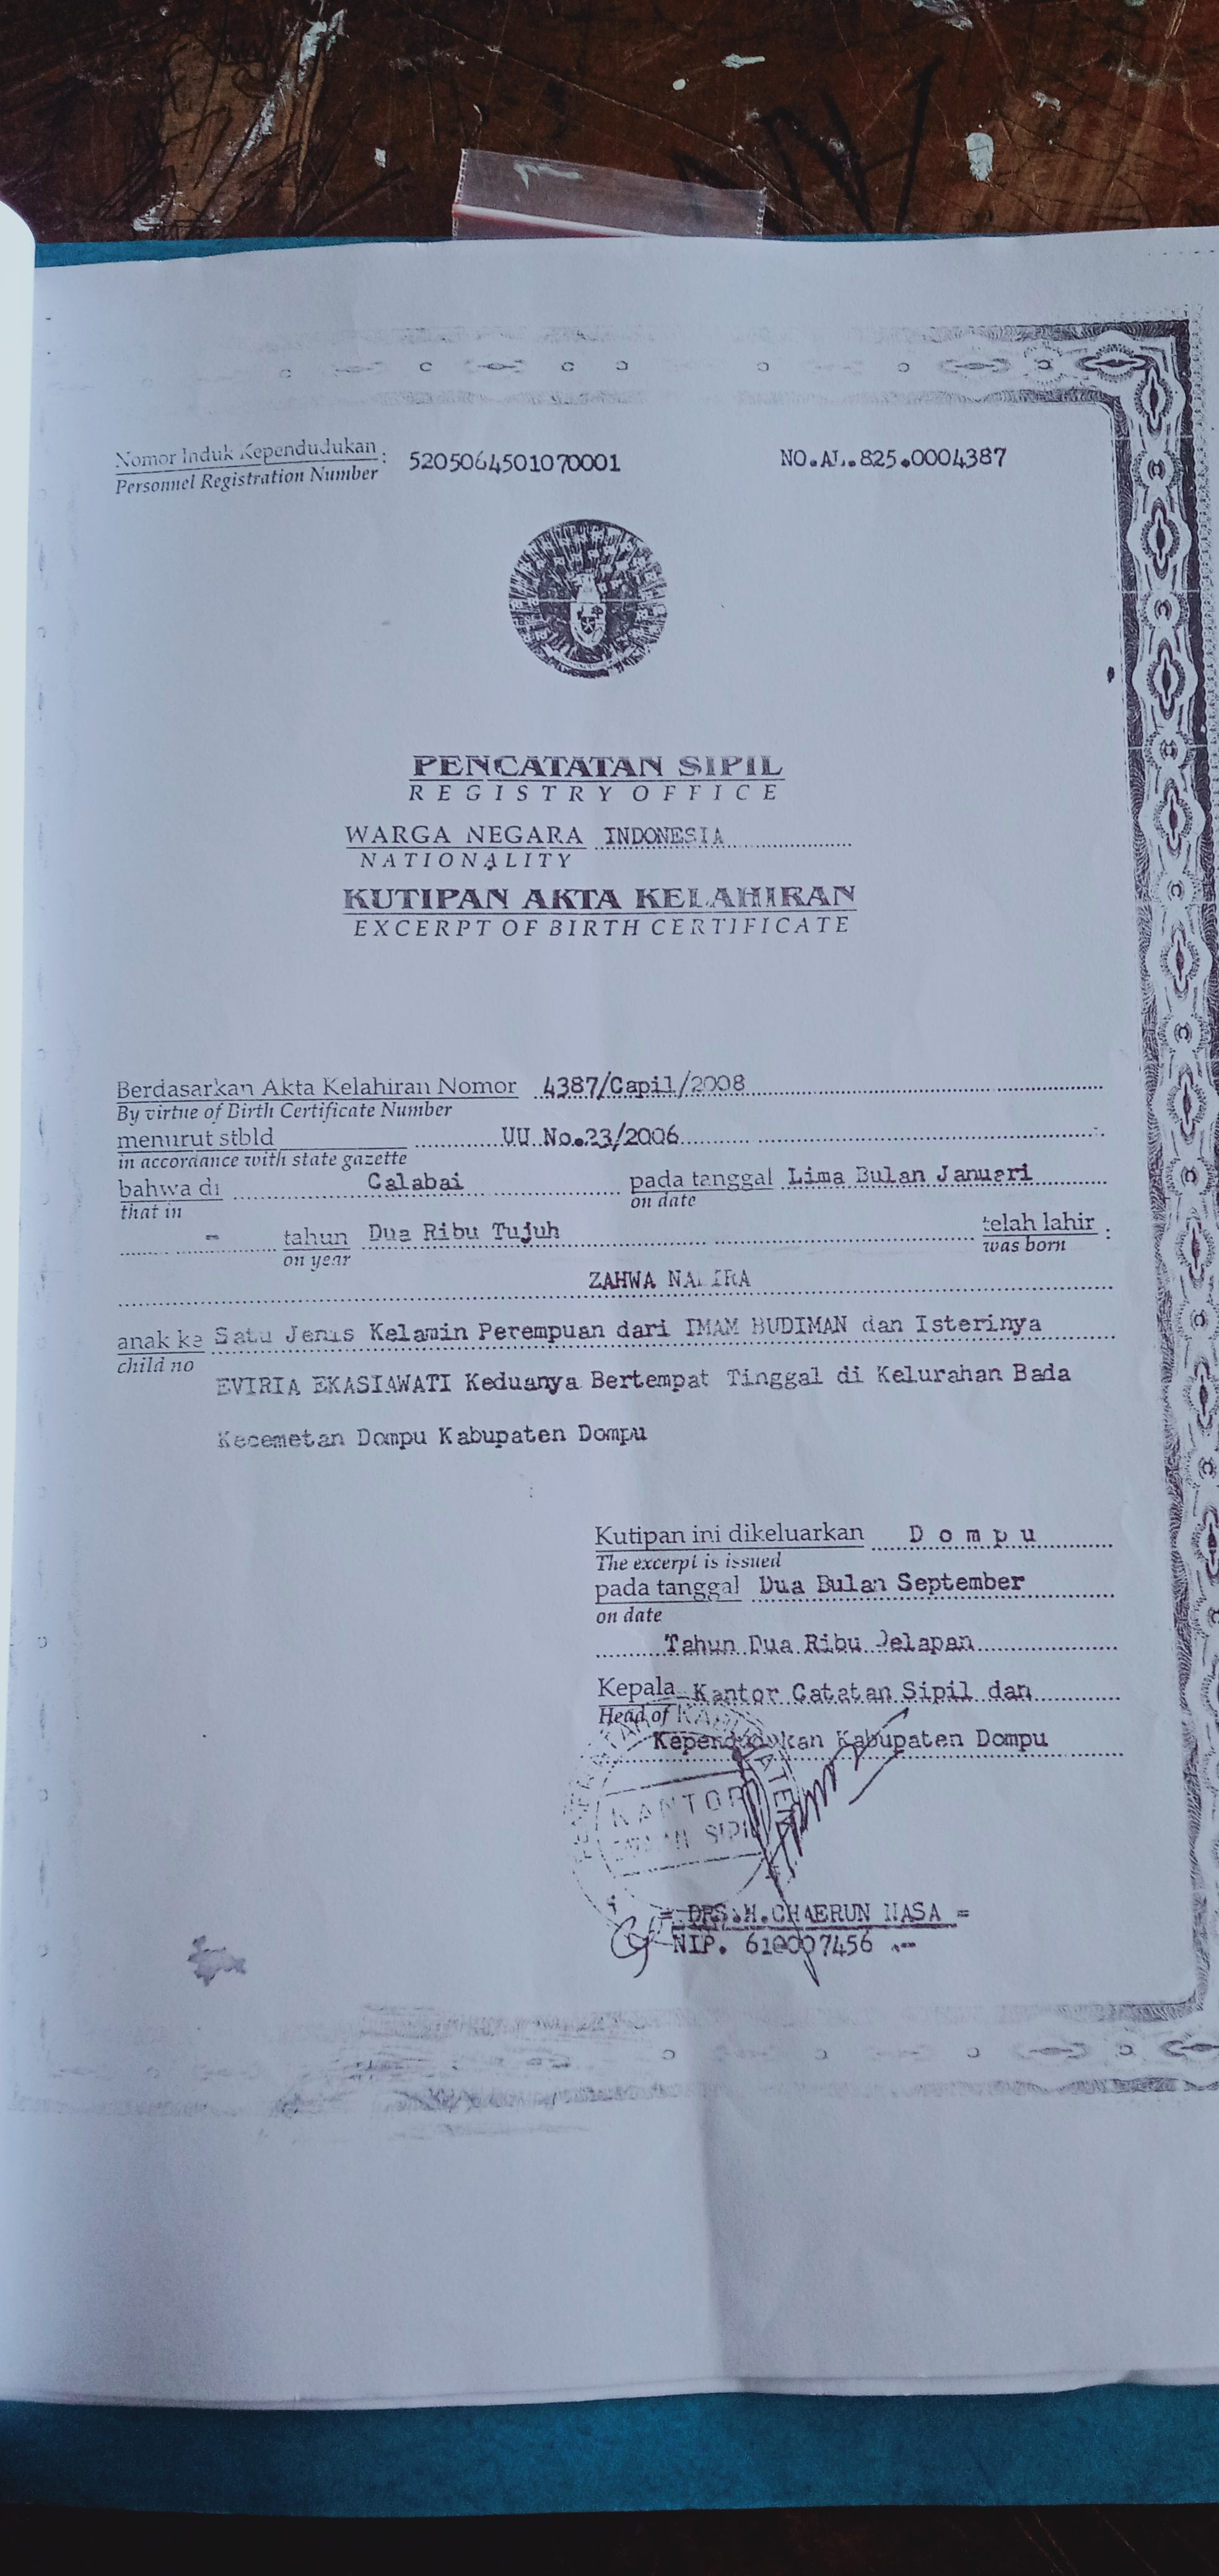 Nomor Induk Kependudukan : 5205064501070001 NO.AL.825.0004387
Personnel Registration Number
PENCATATAN SIPIL
REGISTRY OFFICE
WARGA NEGARA INDONESIA
NATIONALITY
KUTIPAN AKTA KELAHIRAN
EXCERPT OF BIRTH CERTIFICATE
Berdasarkan Akta Kelahiran Nomor 4387/Capil/2008
By virtue of Birth Certificate Number
menurut stbld UU No.23/2006
in accordance with state gazette
bahwa di Calabai pada tanggal Lima Bulan Januari
that in on date
- tahun Dua Ribu Tujuh telah lahir :
on year was born
ZAHWA
anak ke Satu Jenis Kelamin Perempuan dari IMAM BUDIMAN dan Isterinya
child no
EVIRIA EKASIAWATI Keduanya Bertempat Tinggal di Kelurahan Bada
Kecemetan Dompu Kabupaten Dompu
Kutipan ini dikeluarkan Dompu
The excerpt is issued
pada tanggal Dua Bulan September
on date
Tahun Dua Ribu Delapan
Kepala Kantor Catatan Sipil dan
Head of
Kependudukan Kabupaten Dompu
KANTOR
SIPIL
= DRS.H.CHAERUN NASA =
NIP. 610007456 .--